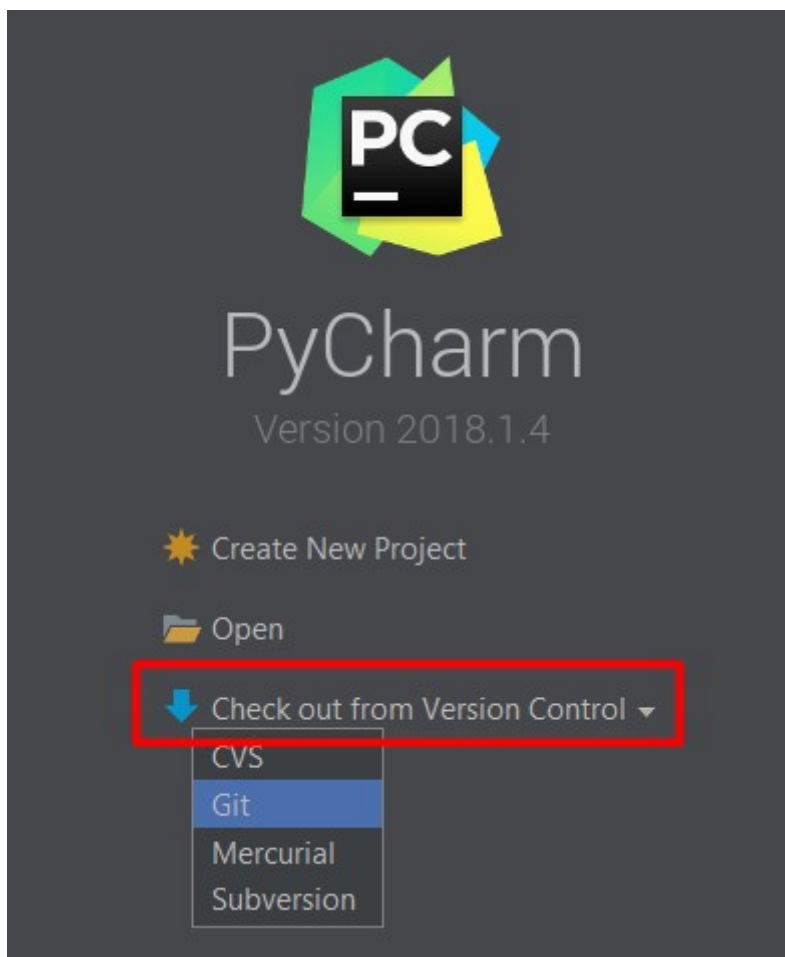 PC
PyCharm
Version 2018.1.4
Create New Project
Open
Check out from Version Control
CVS
Git
Mercurial
Subversion